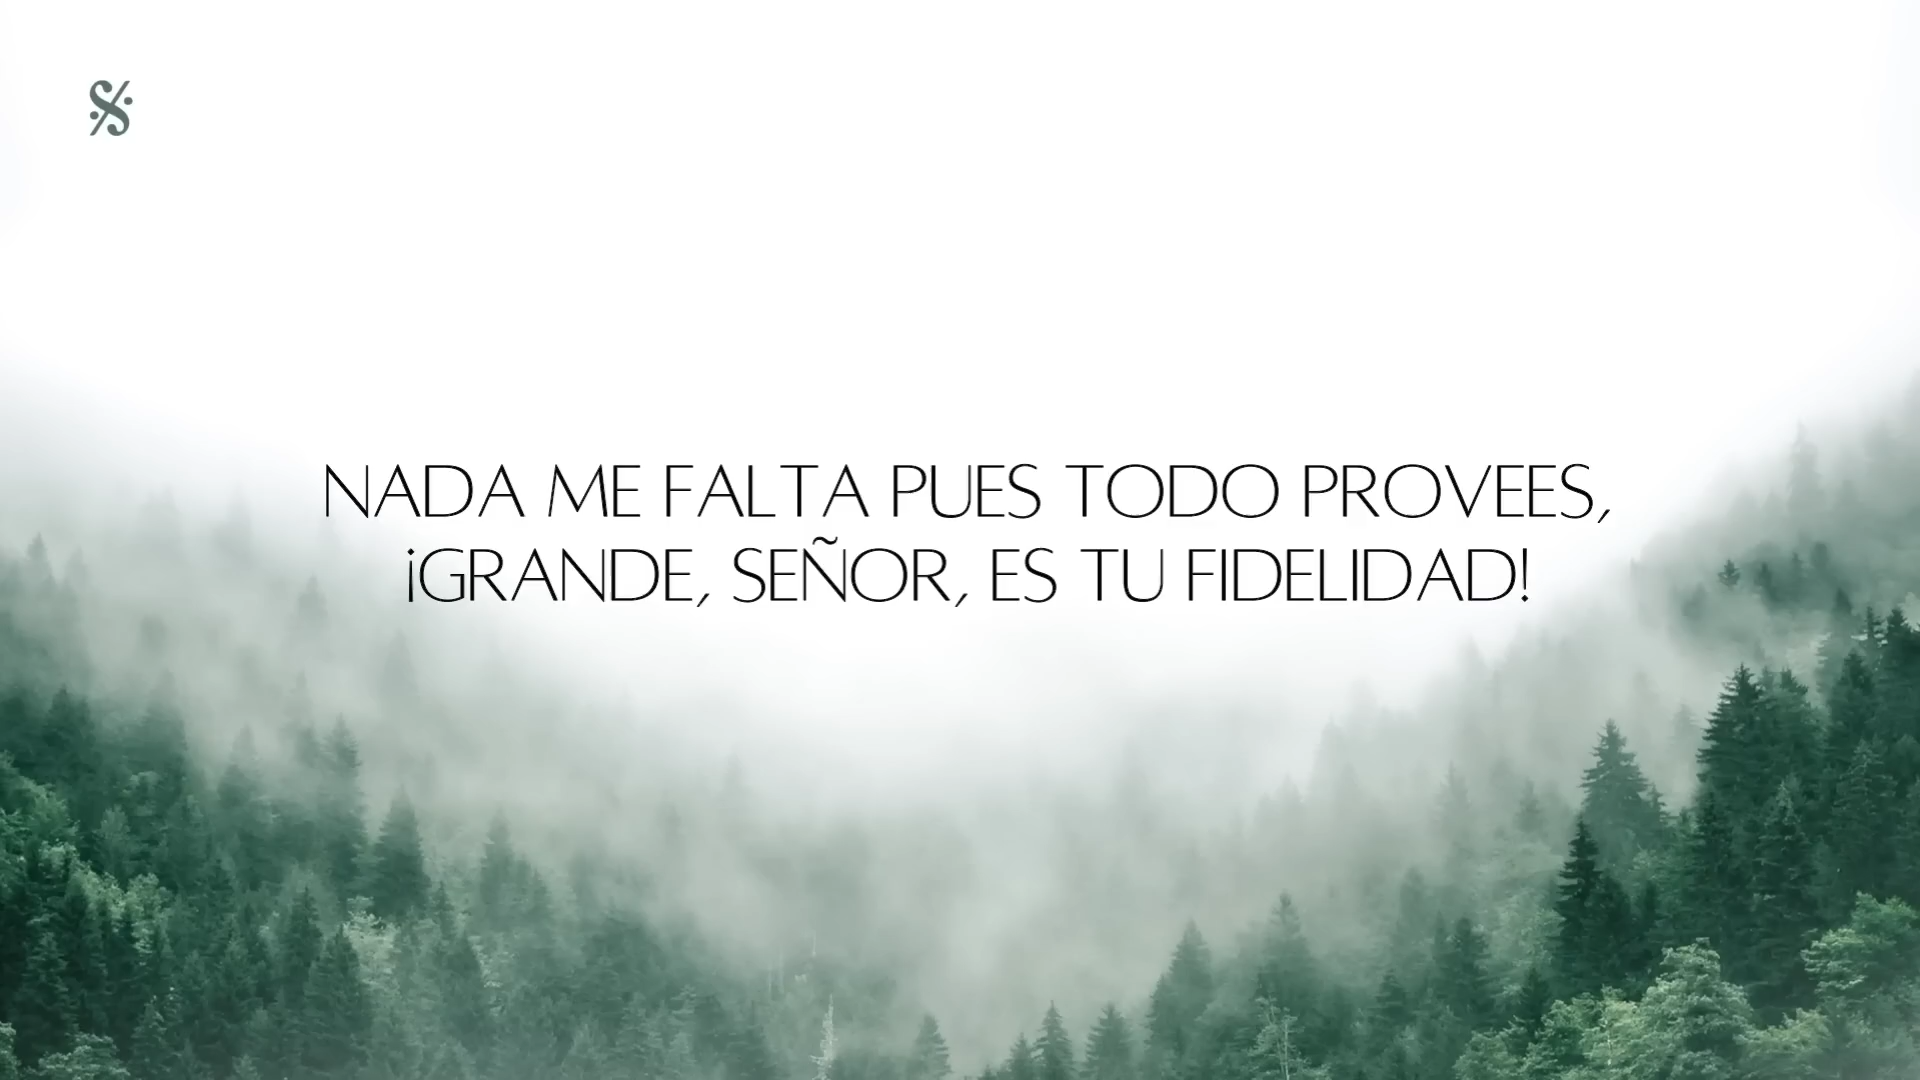 NADA ME FALTA PUES TODO PROVEES,
¡GRANDE, SEÑOR, ES TU FIDELIDAD!